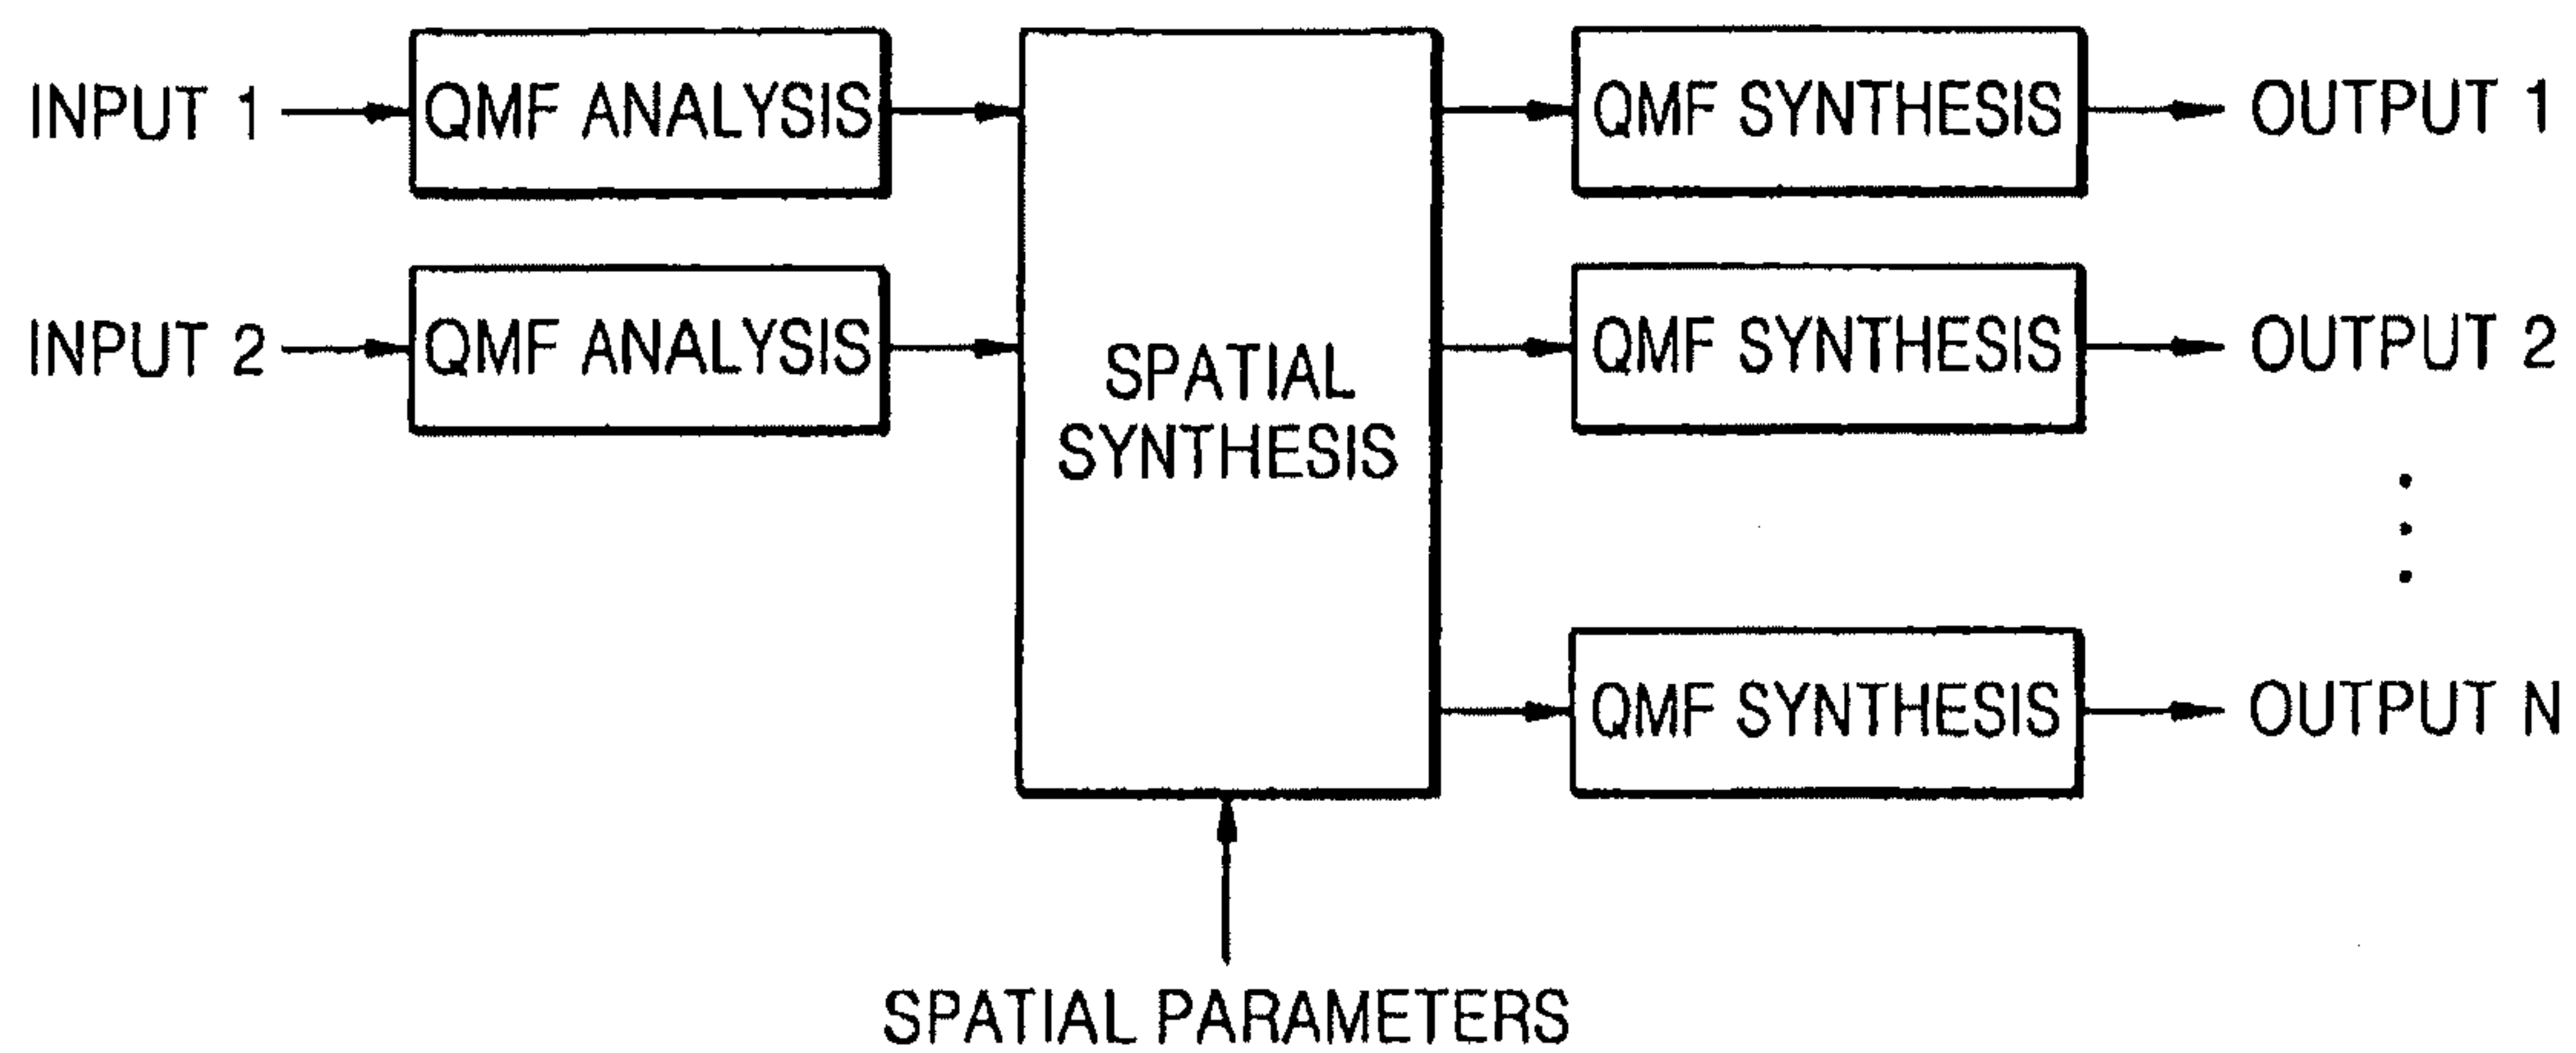 INPUT 1
QMF ANALYSIS
QMF SYNTHESIS
OUTPUT 1
INPUT 2
QMF ANALYSIS
SPATIAL
SYNTHESIS
QMF SYNTHESIS
OUTPUT 2
QMF SYNTHESIS
OUTPUT N
SPATIAL PARAMETERS